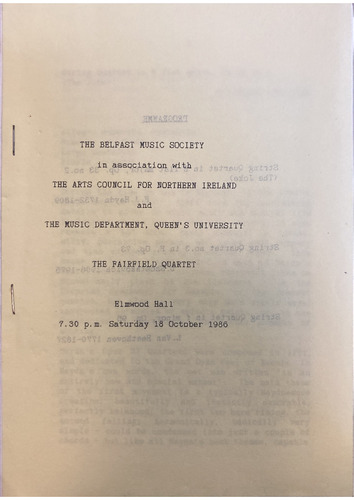 THE BELFAST MUSIC SOCIETY
in association with
THE ARTS COUNCIL FOR NORTHERN IRELAND
and
THE MUSIC DEPARTMENT, QUEEN'S UNIVERSITY
THE FAIRFIELD QUARTET
Elmwood Hall
7.30 p.m. Saturday 18 October 1986